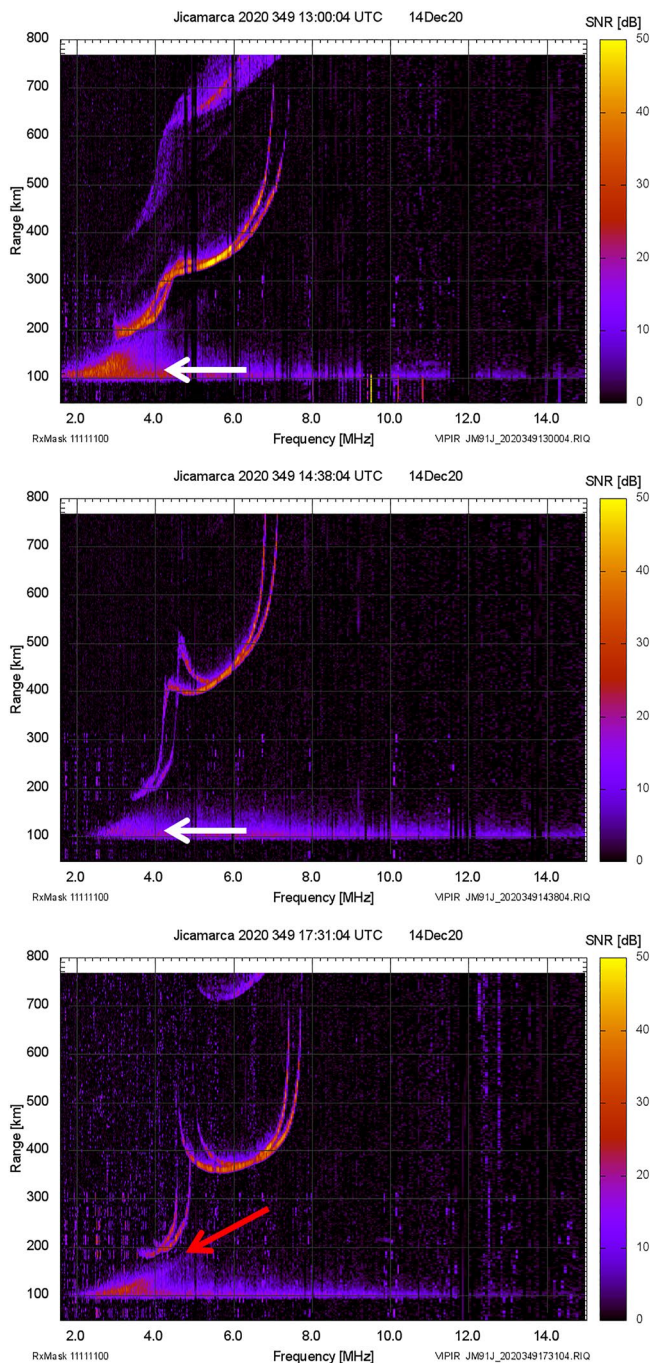 Jicamarca 2020 349 13:00:04 UTC 14Dec20
SNR [dB]
800
700
600
500
400
300
200
100
Range [km]
50
40
30
20
10
0
2.0 4.0 6.0 8.0 10.0 12.0 14.0
Frequency [MHz]
RxMask 11111100
VIPIR JM91J_2020349130004.RIQ
Jicamarca 2020 349 14:38:04 UTC 14Dec20
SNR [dB]
800
700
600
500
400
300
200
100
Range [km]
50
40
30
20
10
0
2.0 4.0 6.0 8.0 10.0 12.0 14.0
Frequency [MHz]
RxMask 11111100
VIPIR JM91J_2020349143804.RIQ
Jicamarca 2020 349 17:31:04 UTC 14Dec20
SNR [dB]
800
700
600
500
400
300
200
100
Range [km]
50
40
30
20
10
0
2.0 4.0 6.0 8.0 10.0 12.0 14.0
Frequency [MHz]
RxMask 11111100
VIPIR JM91J_2020349173104.RIQ